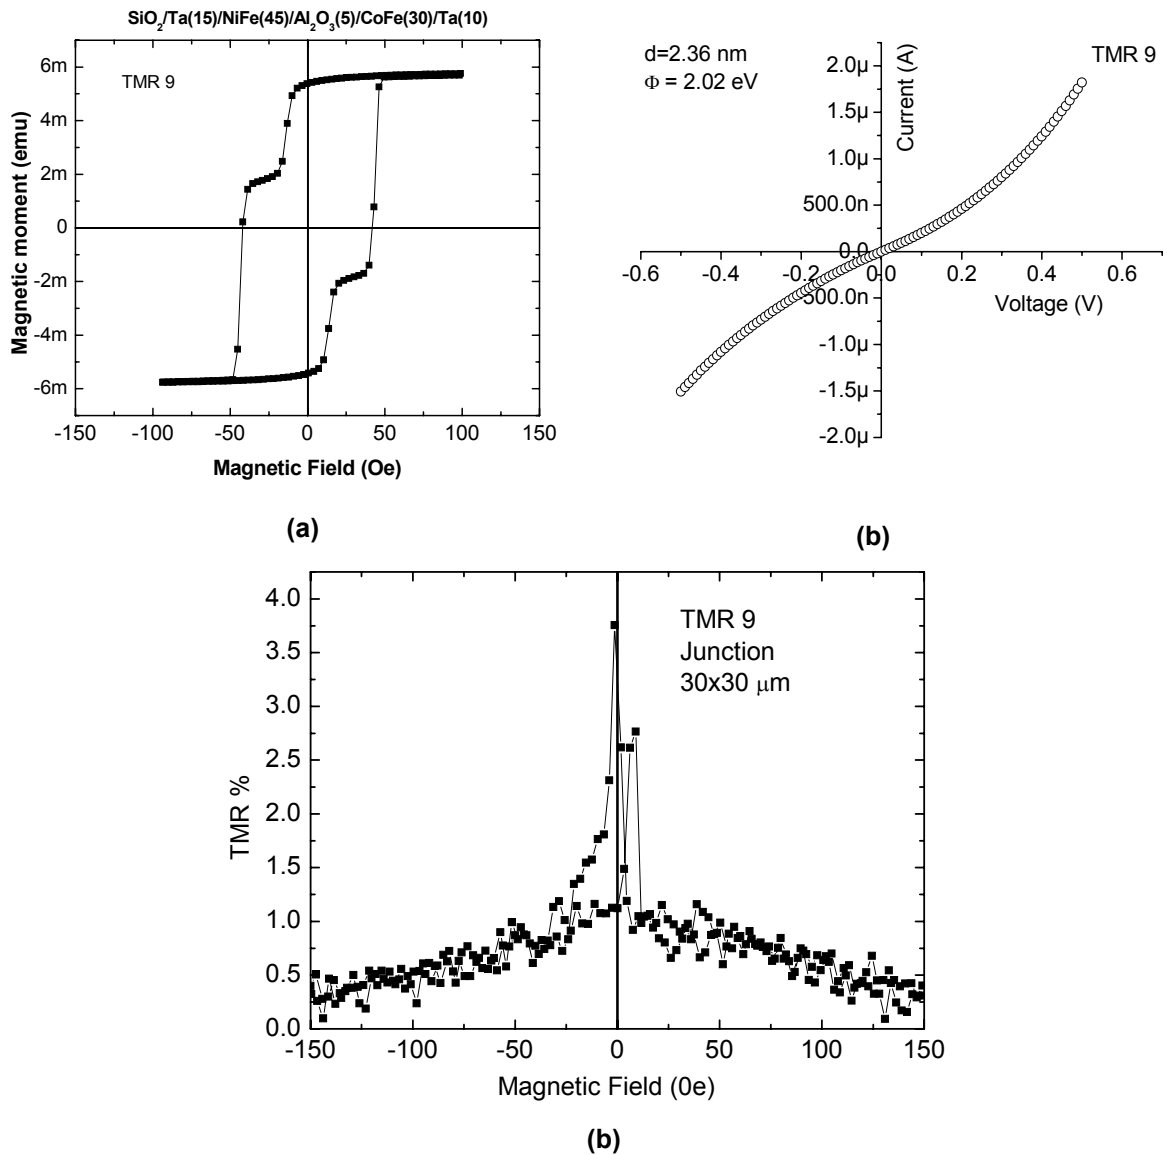 SiO2/Ta(15)/NiFe(45)/Al2O3(5)/CoFe(30)/Ta(10)
TMR 9
6m
4m
2m
0
-2m
-4m
-6m
Magnetic moment (emu)
-150 -100 -50 0 50 100 150
Magnetic Field (Oe)
(a)
d=2.36 nm
Φ = 2.02 eV
TMR 9
Current (A)
2.0µ
1.5µ
1.0µ
500.0n
0.0
500.0n
-1.0µ
-1.5µ
-2.0µ
-0.6 -0.4 -0.2 0.0 0.2 0.4 0.6
Voltage (V)
(b)
TMR 9
Junction
30x30 µm
4.0
3.5
3.0
2.5
2.0
1.5
1.0
0.5
0.0
TMR %
-150 -100 -50 0 50 100 150
Magnetic Field (0e)
(b)